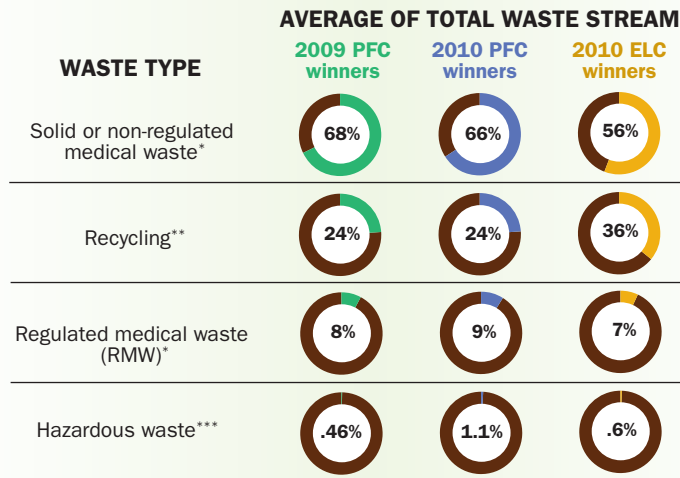 AVERAGE OF TOTAL WASTE STREAM
WASTE TYPE
2009 PFC
winners
2010 PFC
winners
2010 ELC
winners
Solid or non-regulated
medical waste*
68%
66%
56%
Recycling**
24%
24%
36%
Regulated medical waste
(RMW)*
8%
9%
7%
Hazardous waste***
.46%
1.1%
.6%